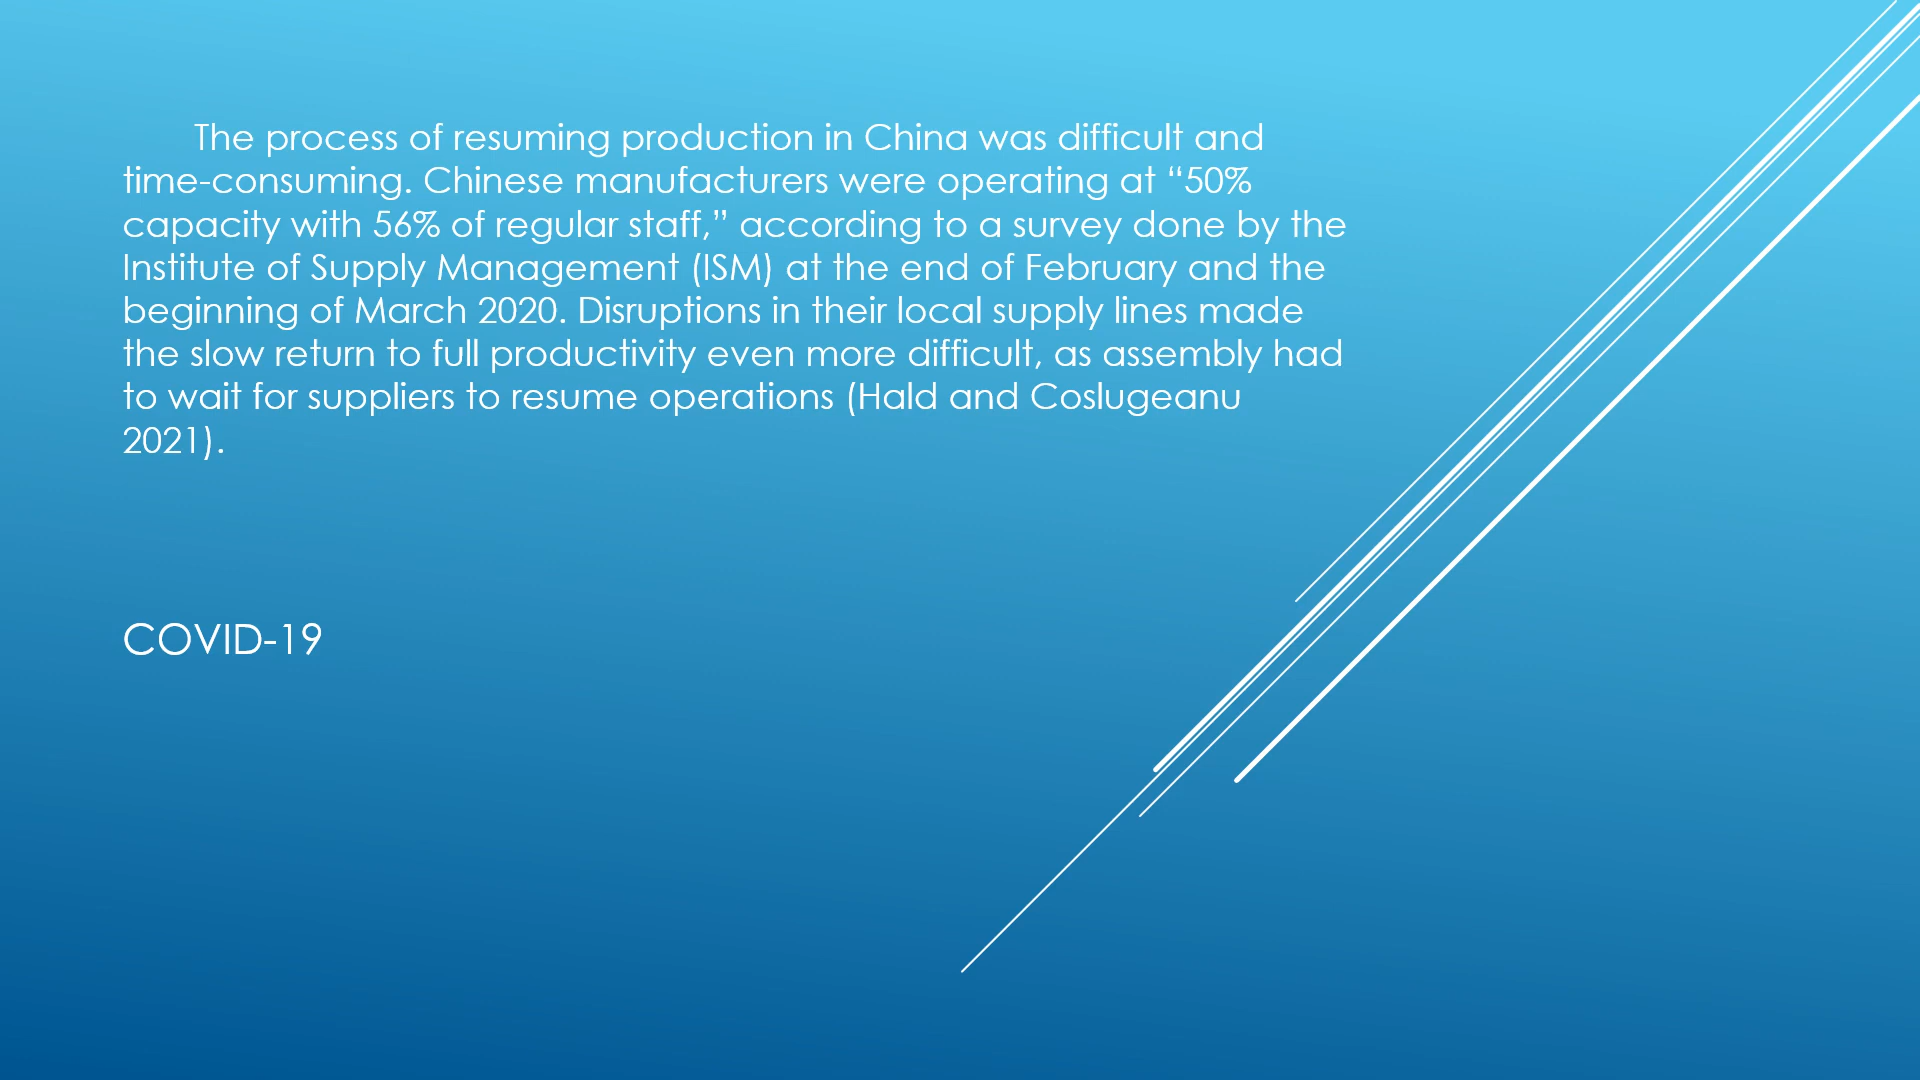 The process of resuming production in China was difficult and
time-consuming. Chinese manufacturers were operating at “50%
capacity with 56% of regular staff,” according to a survey done by the
Institute of Supply Management (ISM) at the end of February and the
beginning of March 2020. Disruptions in their local supply lines made
the slow return to full productivity even more difficult, as assembly had
to wait for suppliers to resume operations (Hald and Coslugeanu
2021).
COVID-19